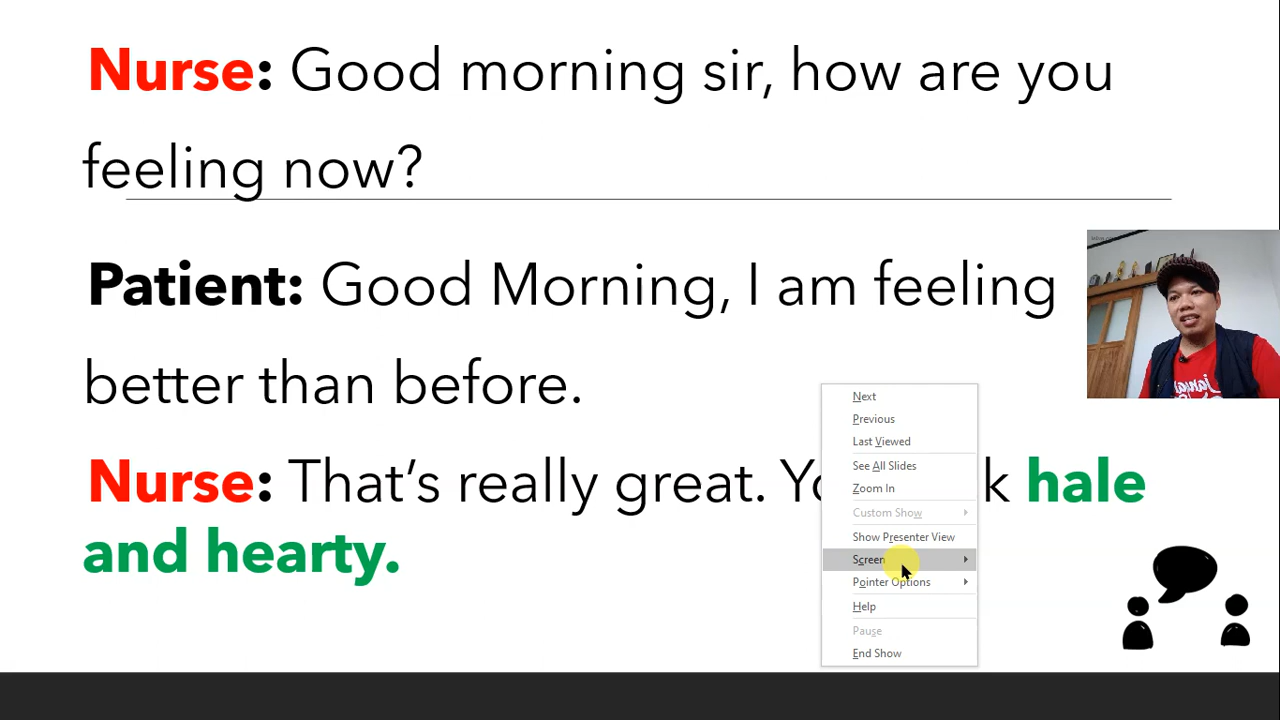 Nurse: Good morning sir, how are you
feeling now?
Patient: Good Morning, I am feeling
better than before.
Nurse: That's really great. hale
and hearty.
Next
Previous
Last Viewed
See All Slides
Zoom In
Custom Show
Show Presenter View
Screen
Pointer Options
Help
Pause
End Show